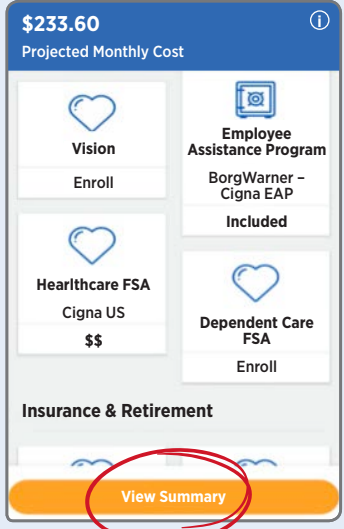 $233.60
Projected Monthly Cost
Vision
Enroll
Employee
Assistance Program
BorgWarner –
Cigna EAP
Included
Hearlthcare FSA
Cigna US
$$
Dependent Care
FSA
Enroll
Insurance & Retirement
View Summary